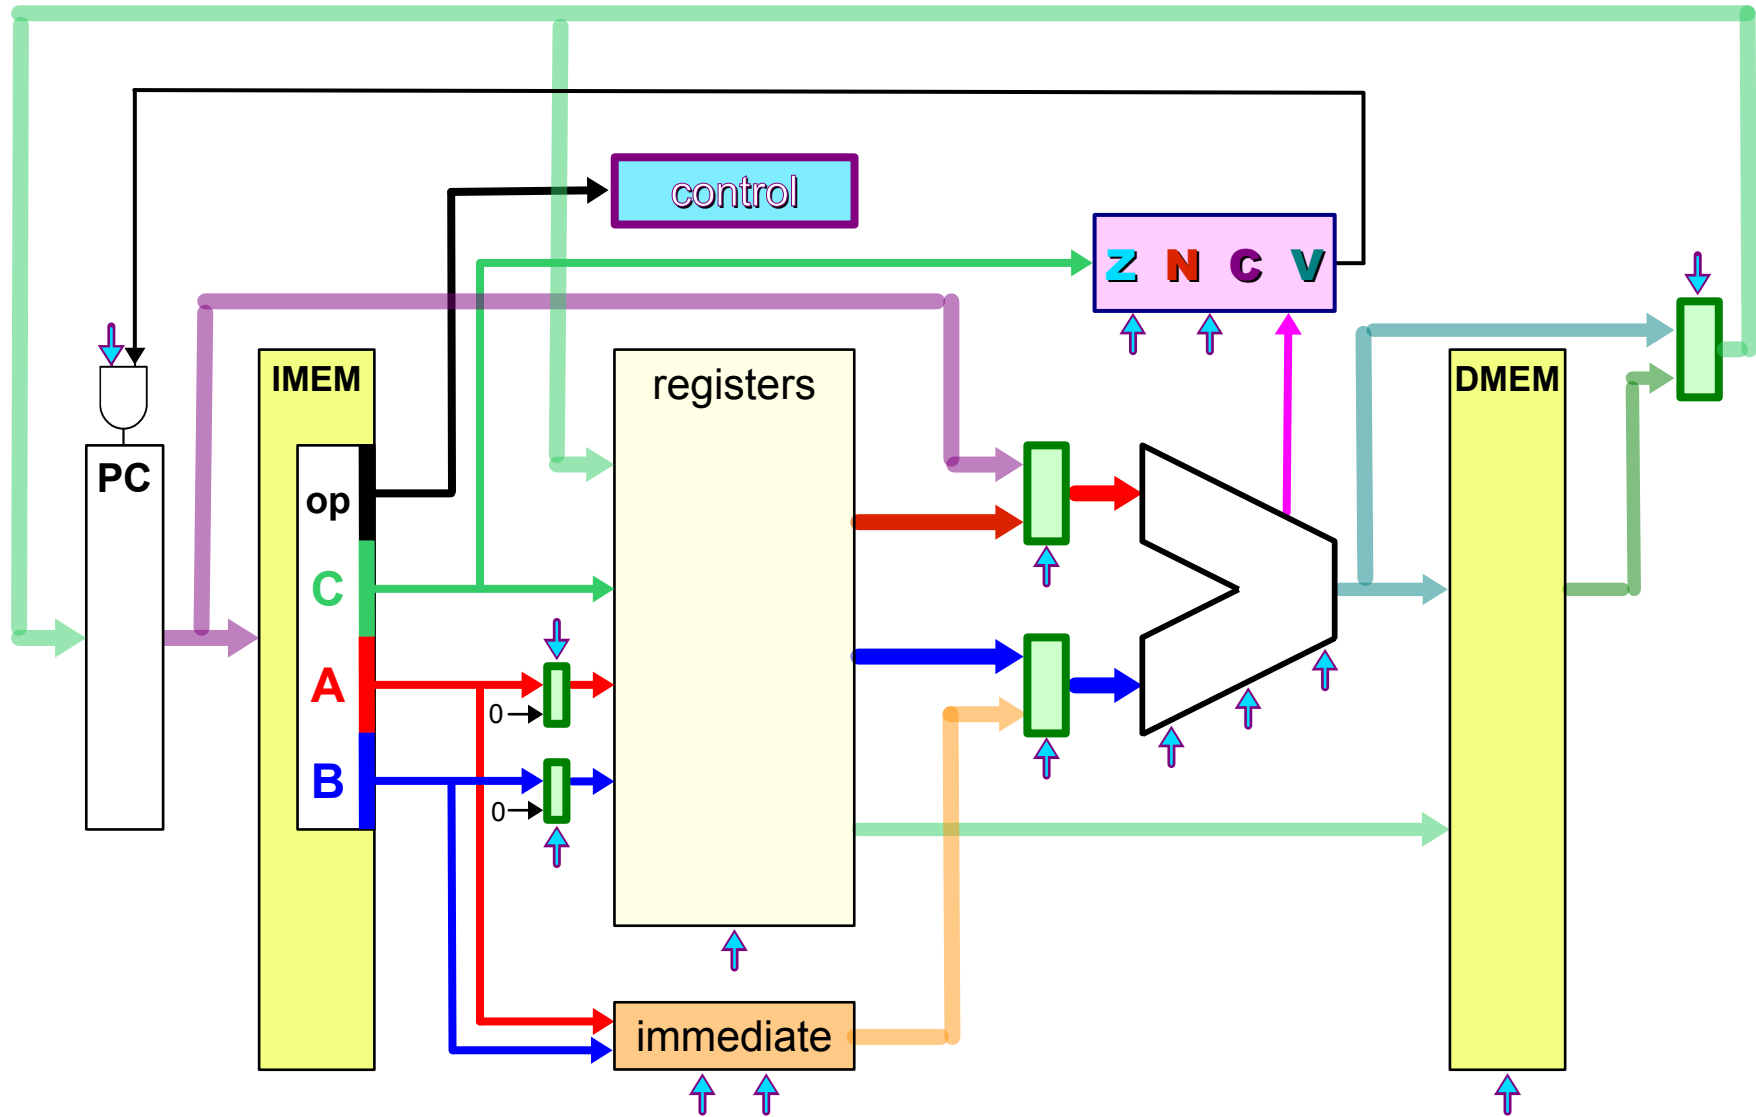 control
Z N C V
IMEM
registers
DMEM
PC
op
C
A
0
B
0
immediate